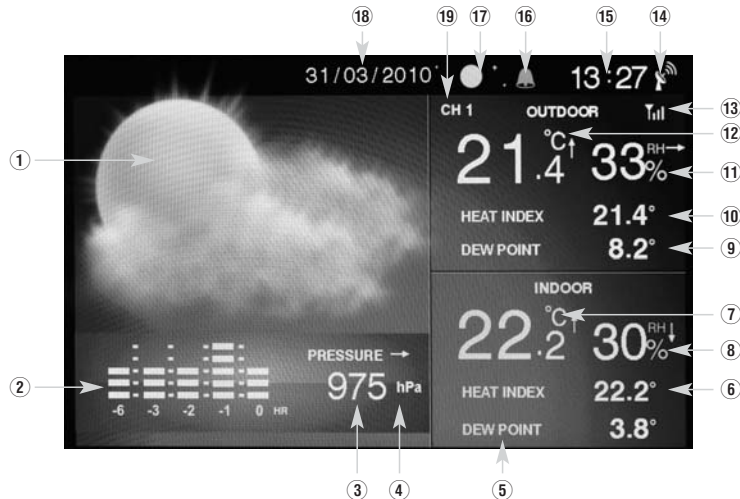 ⑱ ⑲ ⑰ ⑯ ⑮ ⑭
31/03/2010 13:27
CH 1 OUTDOOR ⑬
① 21.4 °C ⑫
33% RH ⑪
HEAT INDEX 21.4° ⑩
DEW POINT 8.2° ⑨
INDOOR
22.2 °C ⑦
30% RH ⑧
② -6 -3 -2 -1 0 HR
PRESSURE
975 hPa
HEAT INDEX 22.2° ⑥
DEW POINT 3.8°
③ ④ ⑤